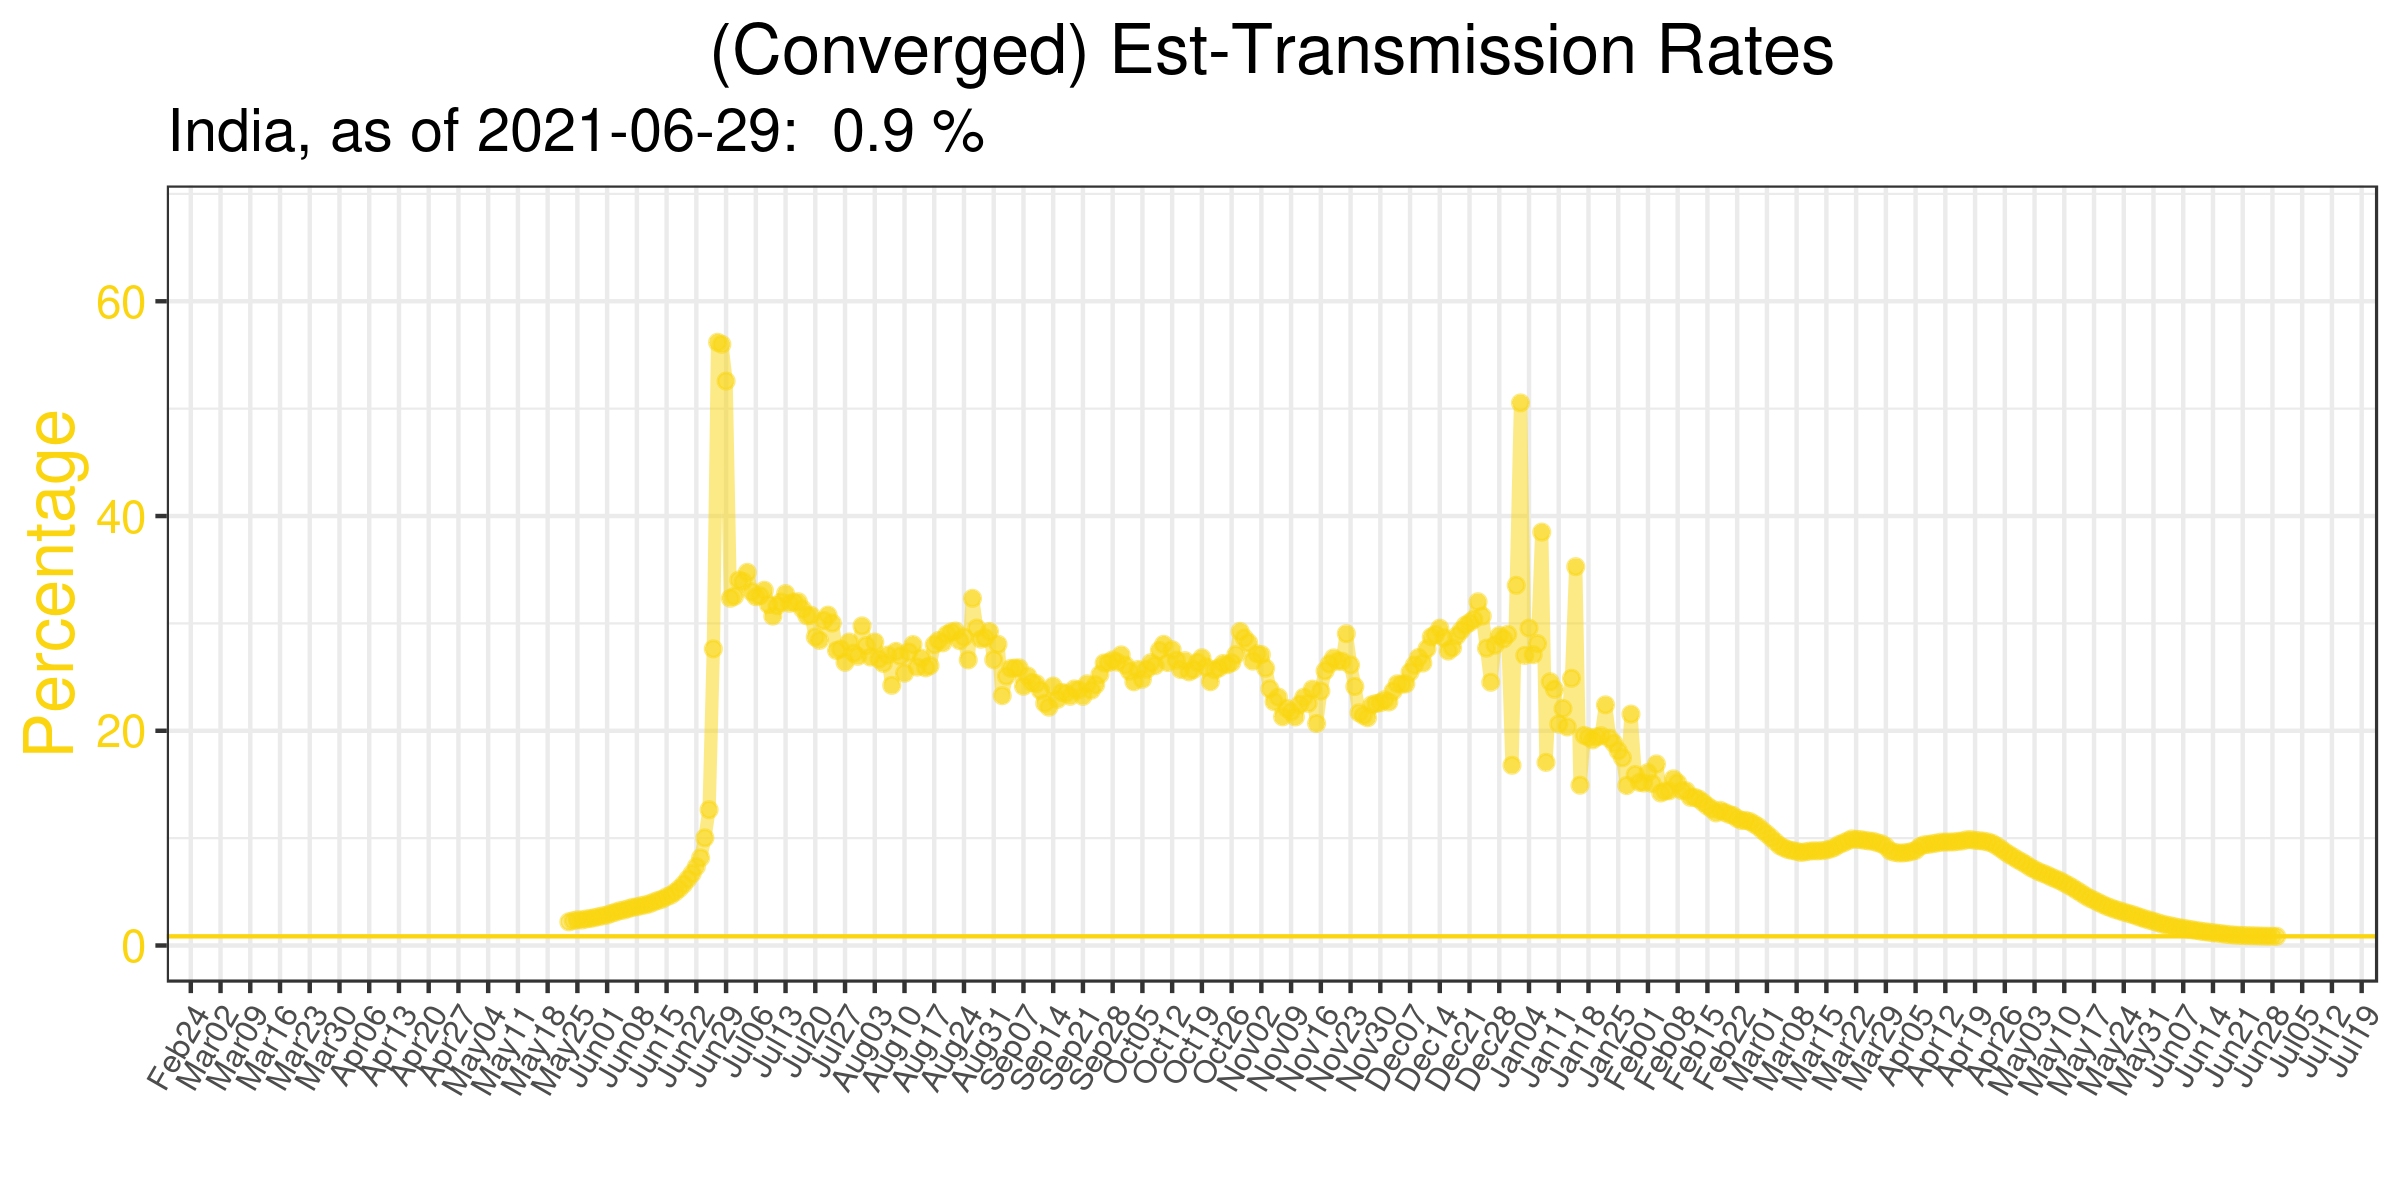 (Converged) Est-Transmission Rates
India, as of 2021-06-29:  0.9 %
Percentage
60
40
20
0
Feb24
Mar02
Mar09
Mar16
Mar23
Mar30
Apr06
Apr13
Apr20
Apr27
May04
May11
May18
May25
Jun01
Jun08
Jun15
Jun22
Jun29
Jul06
Jul13
Jul20
Jul27
Aug03
Aug10
Aug17
Aug24
Aug31
Sep07
Sep14
Sep21
Sep28
Oct05
Oct12
Oct19
Oct26
Nov02
Nov09
Nov16
Nov23
Nov30
Dec07
Dec14
Dec21
Dec28
Jan04
Jan11
Jan18
Jan25
Feb01
Feb08
Feb15
Feb22
Mar01
Mar08
Mar15
Mar22
Mar29
Apr05
Apr12
Apr19
Apr26
May03
May10
May17
May24
May31
Jun07
Jun14
Jun21
Jun28
Jul05
Jul12
Jul19